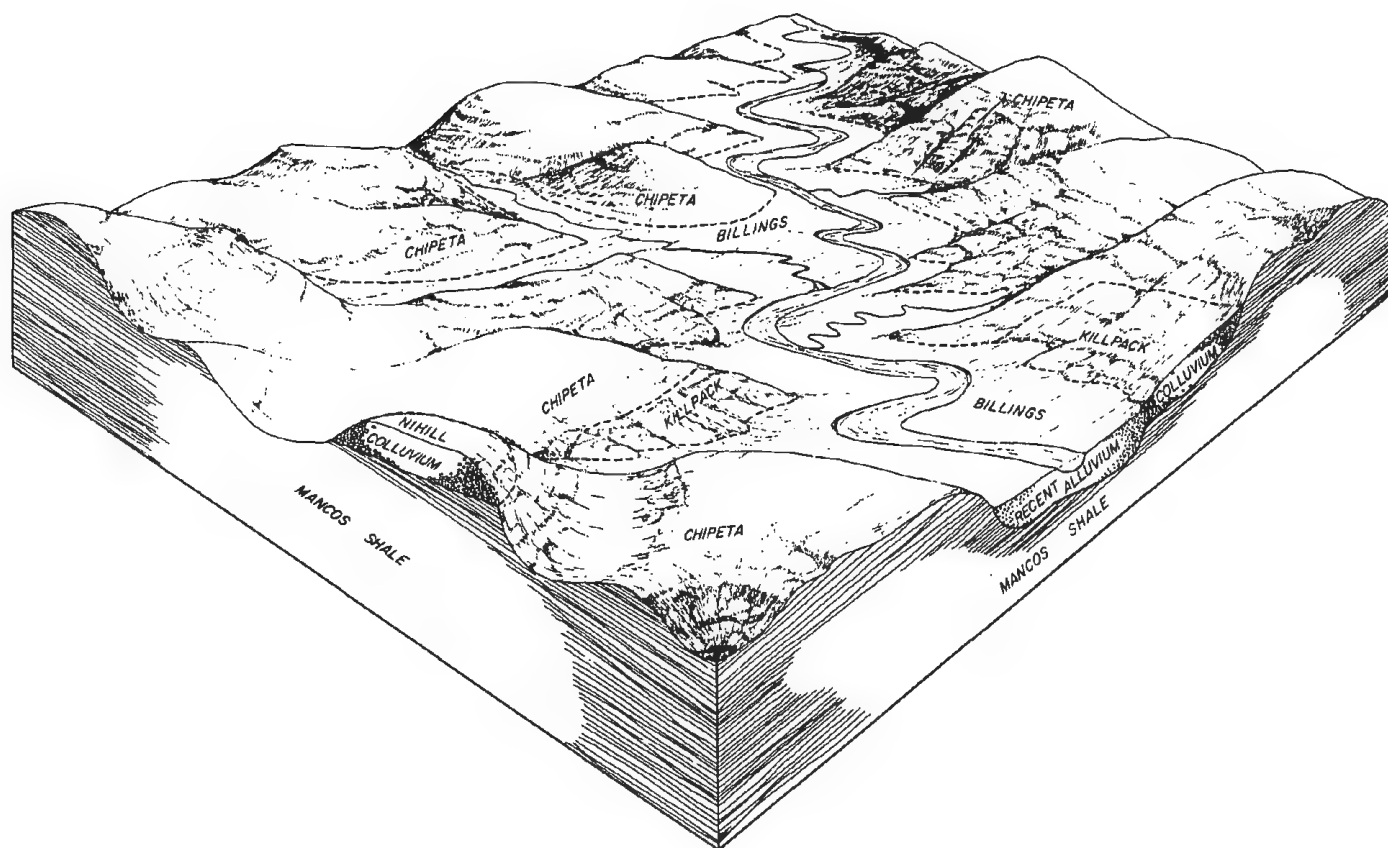 CHIPETA
CHIPETA
BILLINGS
CHIPETA
KILLPACK
COLLUVIUM
CHIPETA
KILLPACK
BILLINGS
NIHILL
COLLUVIUM
RECENT ALLUVIUM
MANCOS SHALE
CHIPETA
MANCOS SHALE